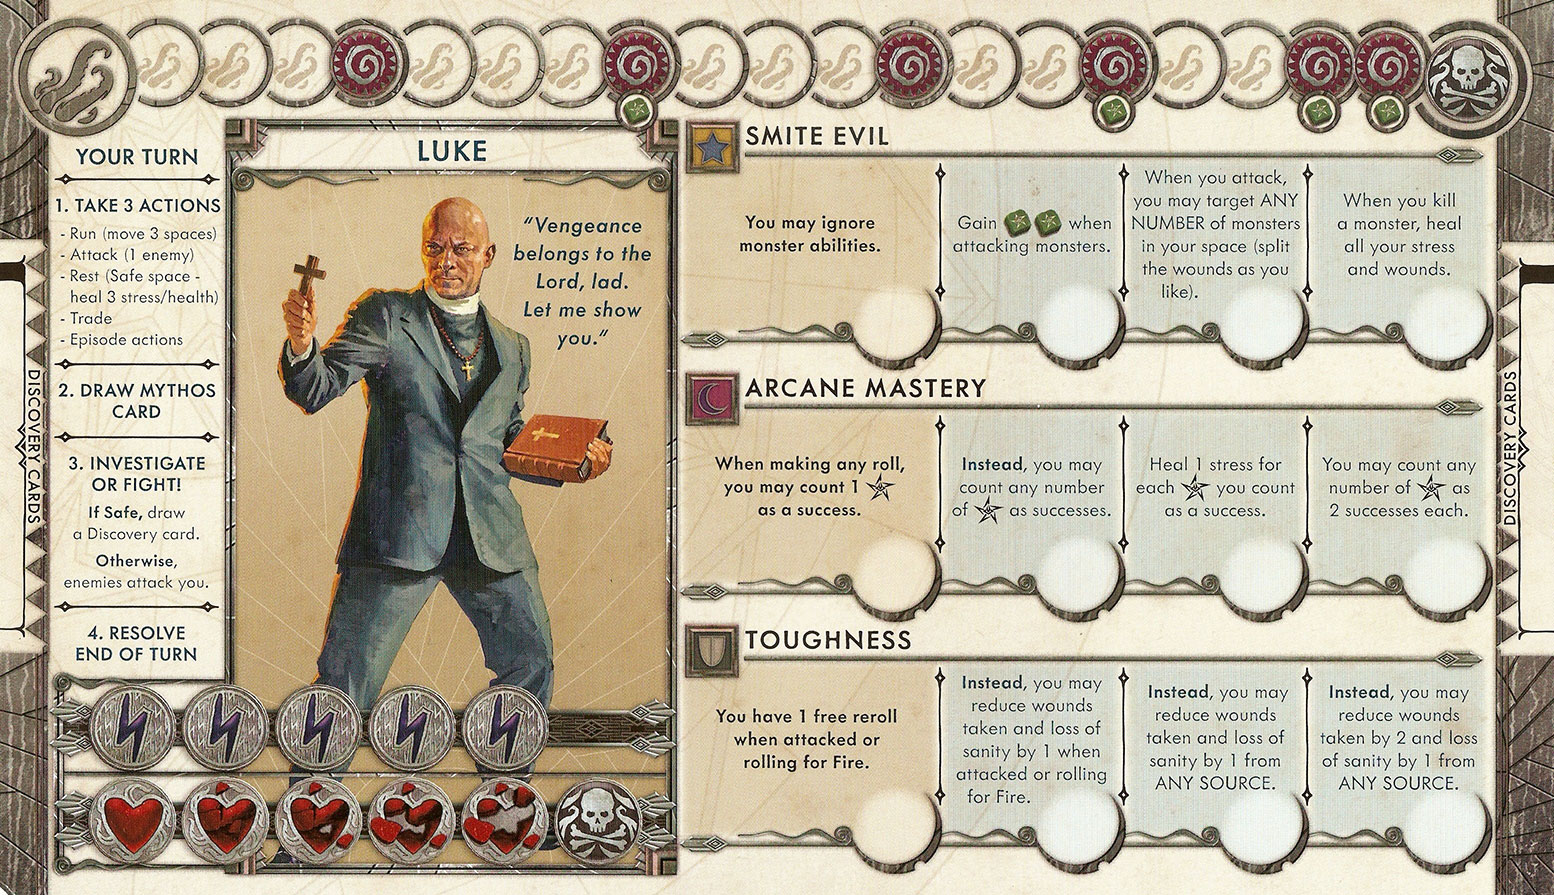 YOUR TURN
1. TAKE 3 ACTIONS
- Run (move 3 spaces)
- Attack (1 enemy)
- Rest (Safe space -
heal 3 stress/health)
- Trade
- Episode actions
2. DRAW MYTHOS
CARD
3. INVESTIGATE
OR FIGHT!
If Safe, draw
a Discovery card.
Otherwise,
enemies attack you.
4. RESOLVE
END OF TURN
DISCOVERY CARDS
LUKE
“Vengeance
belongs to the
Lord, lad.
Let me show
you.”
SMITE EVIL
You may ignore
monster abilities.
Gain when
attacking monsters.
When you attack,
you may target ANY
NUMBER of monsters
in your space (split
the wounds as you
like).
When you kill
a monster, heal
all your stress
and wounds.
ARCANE MASTERY
When making any roll,
you may count 1
as a success.
Instead, you may
count any number
of as successes.
Heal 1 stress for
each you count
as a success.
You may count any
number of as
2 successes each.
TOUGHNESS
You have 1 free reroll
when attacked or
rolling for Fire.
Instead, you may
reduce wounds
taken and loss of
sanity by 1 when
attacked or rolling
for Fire.
Instead, you may
reduce wounds
taken and loss of
sanity by 1 from
ANY SOURCE.
Instead, you may
reduce wounds
taken by 2 and loss
of sanity by 1 from
ANY SOURCE.
DISCOVERY CARDS